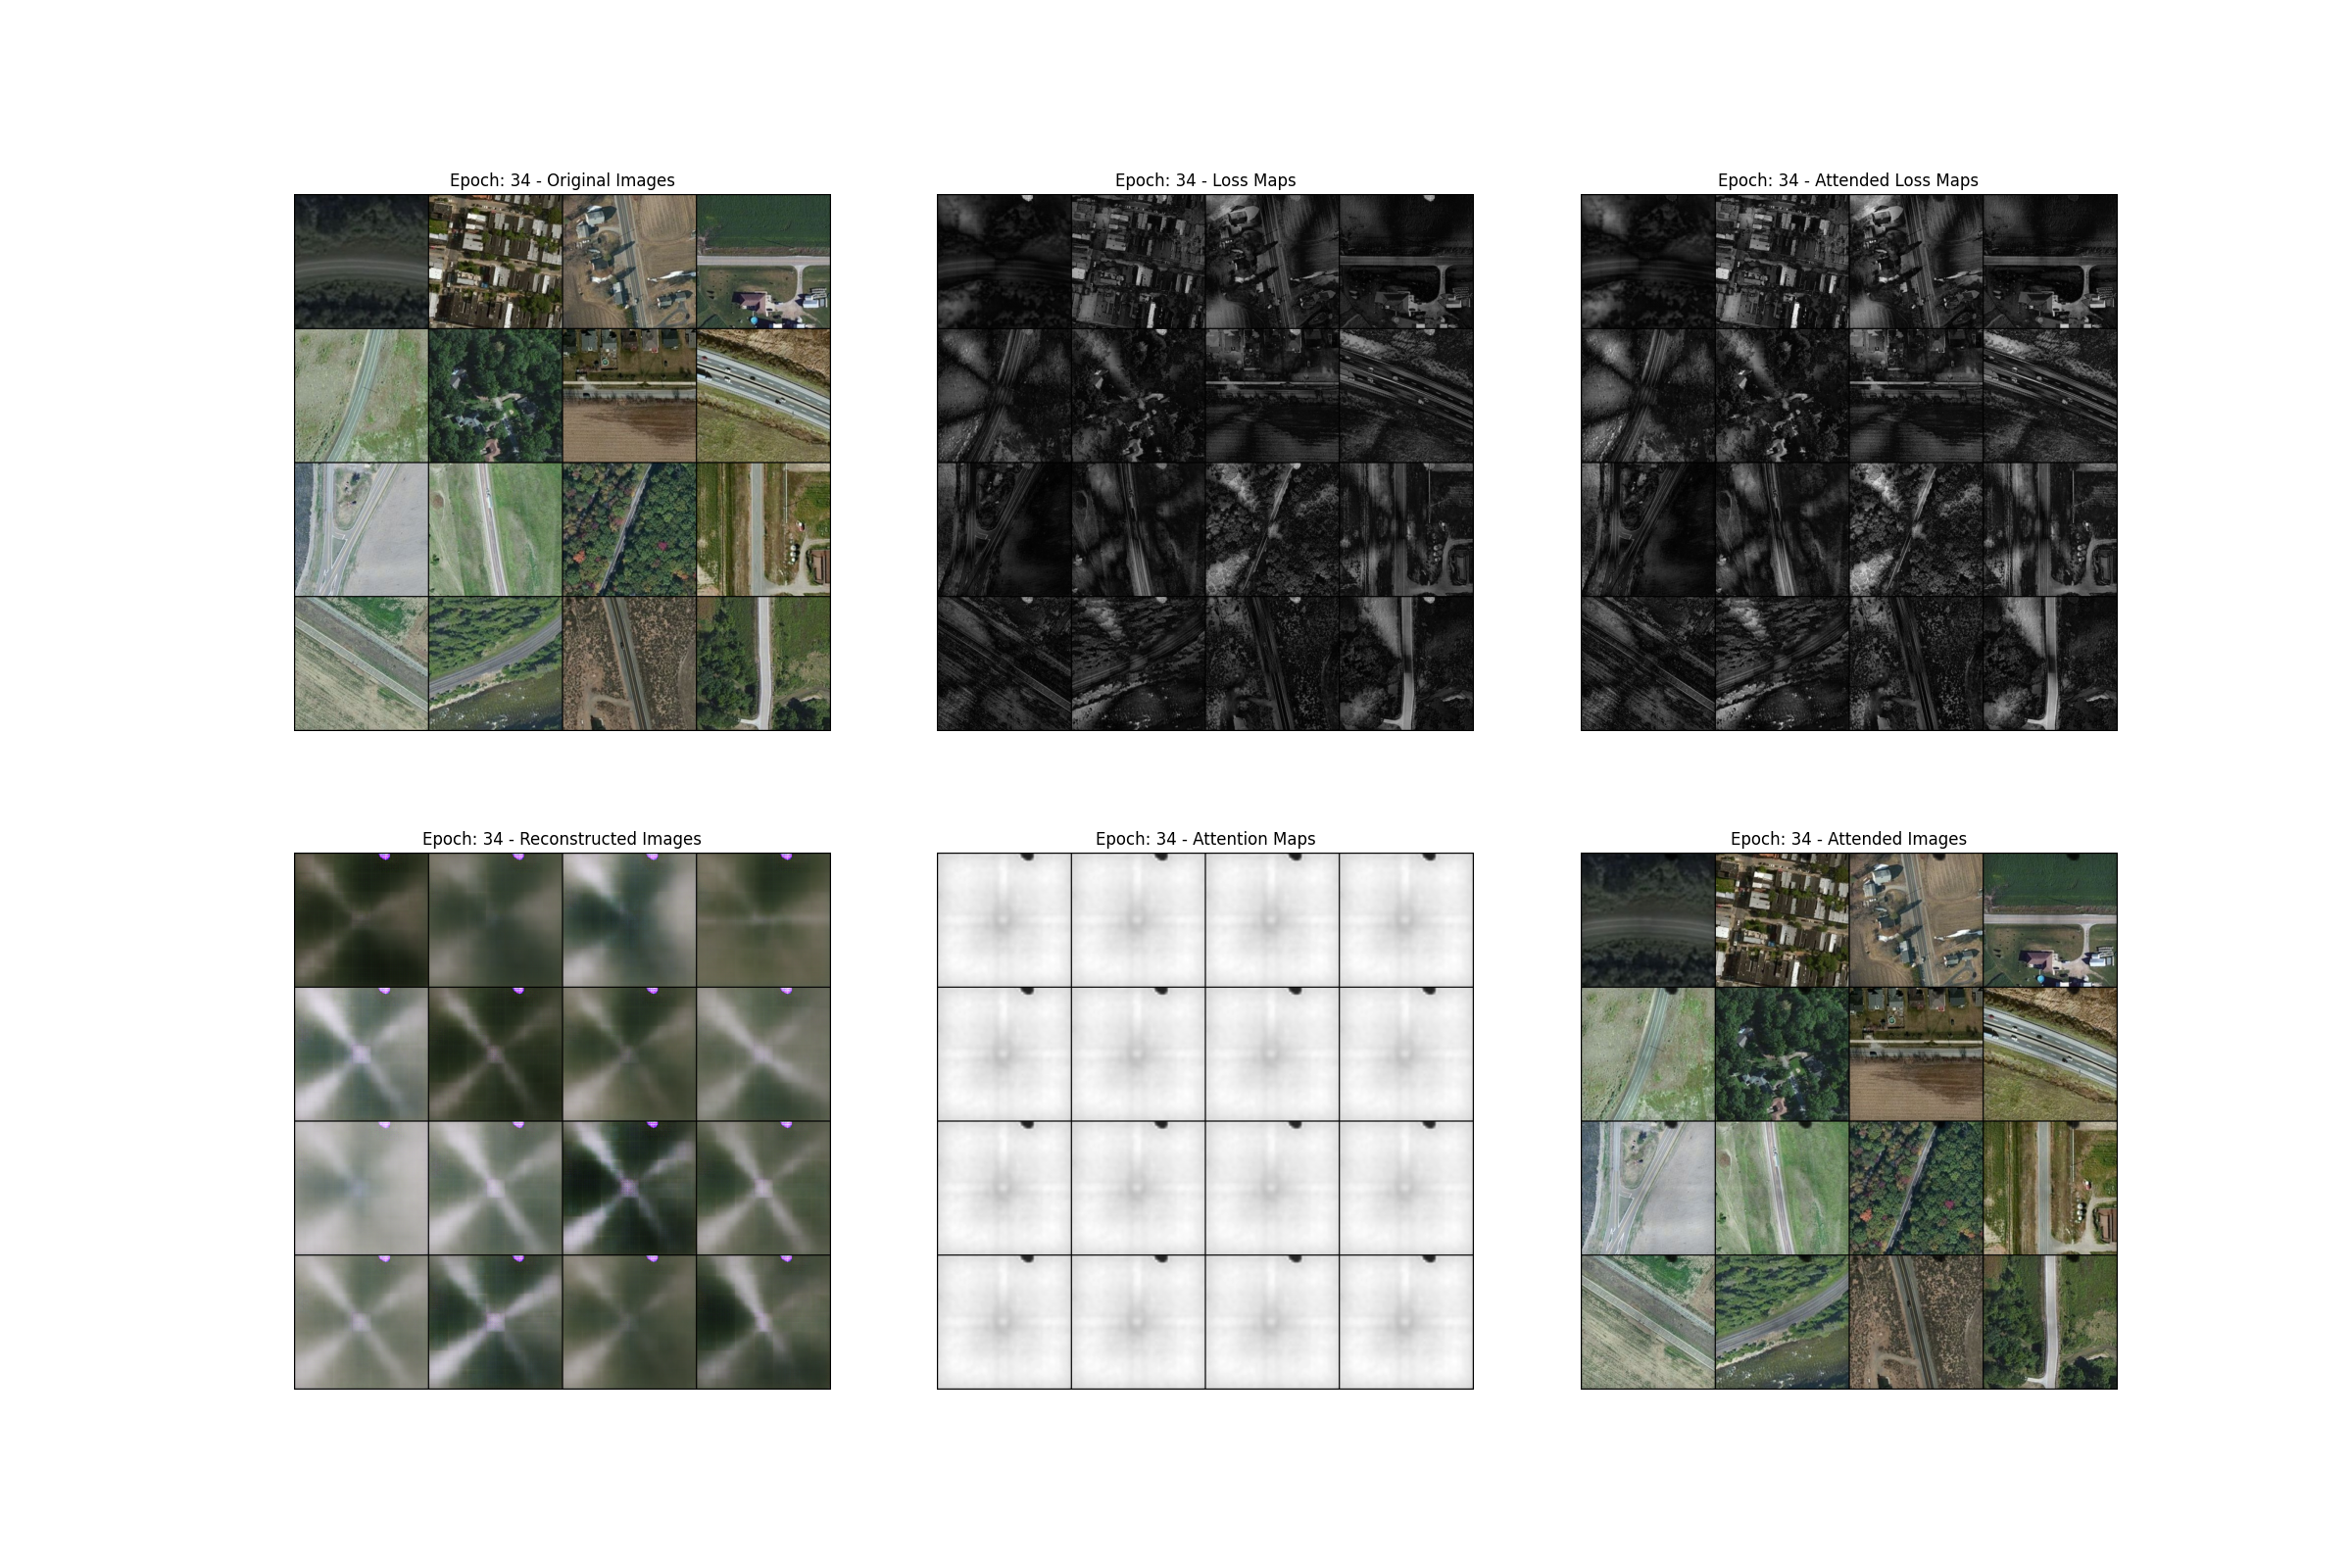 Epoch: 34 - Original Images
Epoch: 34 - Loss Maps
Epoch: 34 - Attended Loss Maps
Epoch: 34 - Reconstructed Images
Epoch: 34 - Attention Maps
Epoch: 34 - Attended Images